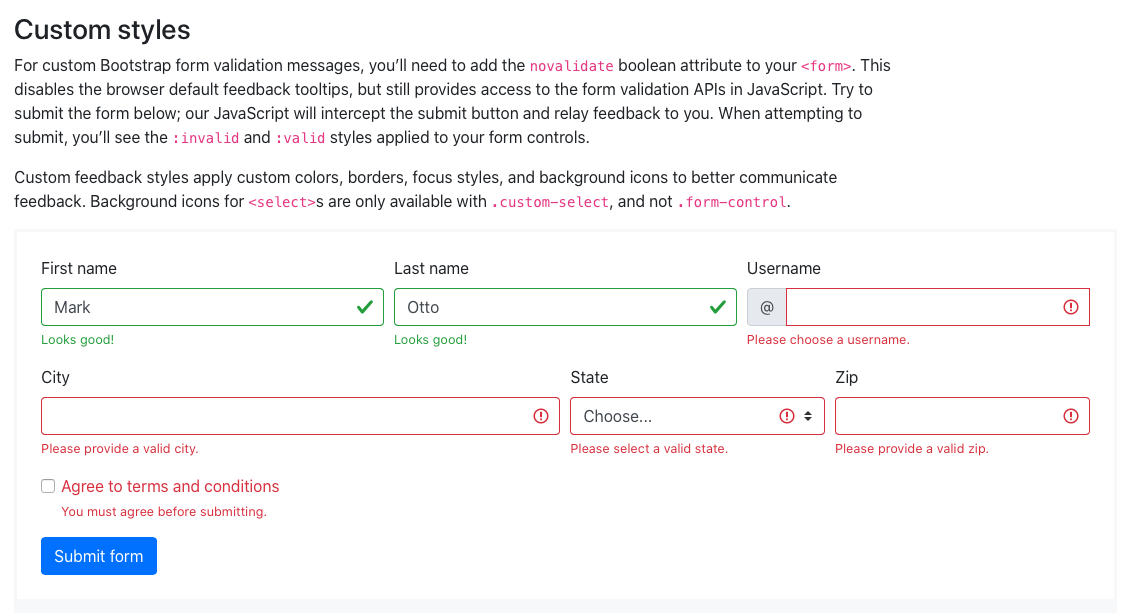 Custom styles
For custom Bootstrap form validation messages, you’ll need to add the novalidate boolean attribute to your <form>. This
disables the browser default feedback tooltips, but still provides access to the form validation APIs in JavaScript. Try to
submit the form below; our JavaScript will intercept the submit button and relay feedback to you. When attempting to
submit, you’ll see the :invalid and :valid styles applied to your form controls.
Custom feedback styles apply custom colors, borders, focus styles, and background icons to better communicate
feedback. Background icons for <select>s are only available with .custom-select, and not .form-control.
First name Last name Username
Mark Otto @
Looks good! Looks good! Please choose a username.
City State Zip
Choose...
Please provide a valid city. Please select a valid state. Please provide a valid zip.
Agree to terms and conditions
You must agree before submitting.
Submit form